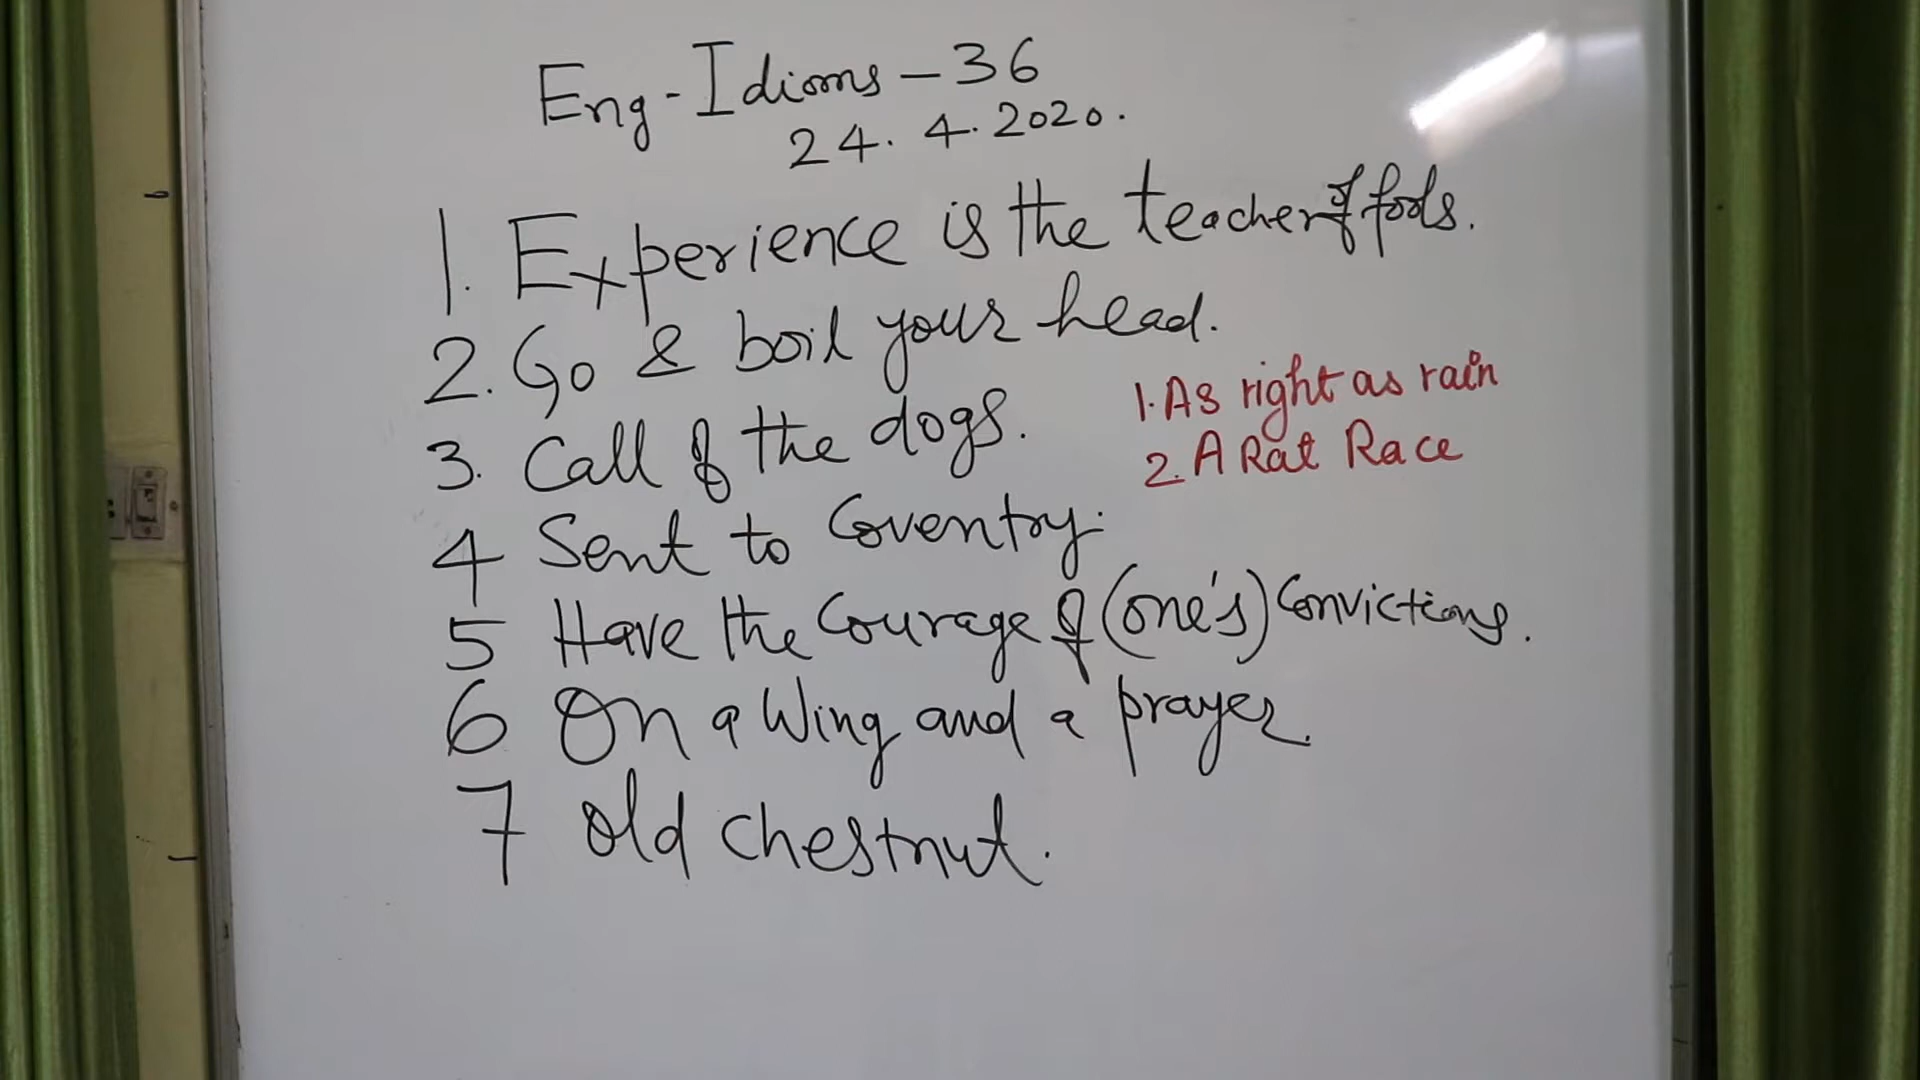 Eng-Idioms - 36
24. 4. 2020.
1. Experience is the teacher of fools.
2. Go & boil your head.
3. Call of the dogs.
1. As right as rain
2. A Rat Race
4 Sent to Coventry.
5 Have the Courage of (one's) Convictions.
6 On a Wing and a prayer.
7 old chestnut.